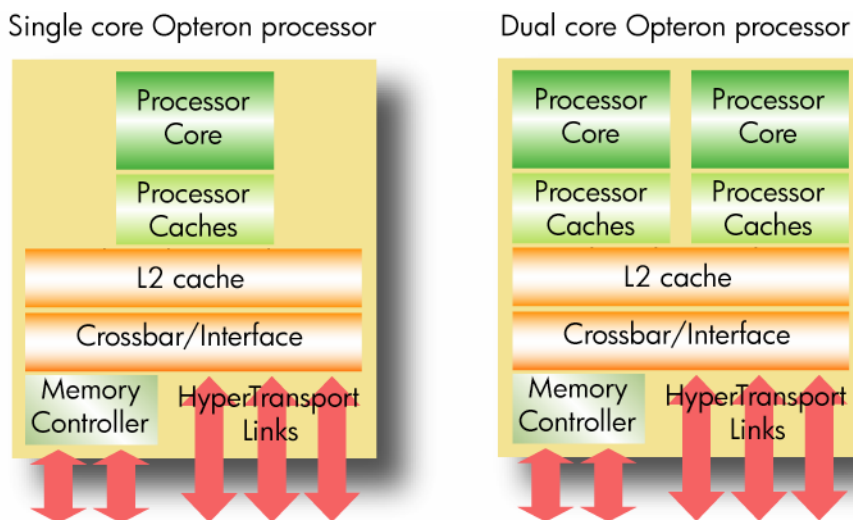 Single core Opteron processor
Processor
Core
Processor
Caches
L2 cache
Crossbar/Interface
Memory
Controller
HyperTransport
Links
Dual core Opteron processor
Processor
Core
Processor
Core
Processor
Caches
Processor
Caches
L2 cache
Crossbar/Interface
Memory
Controller
HyperTransport
Links